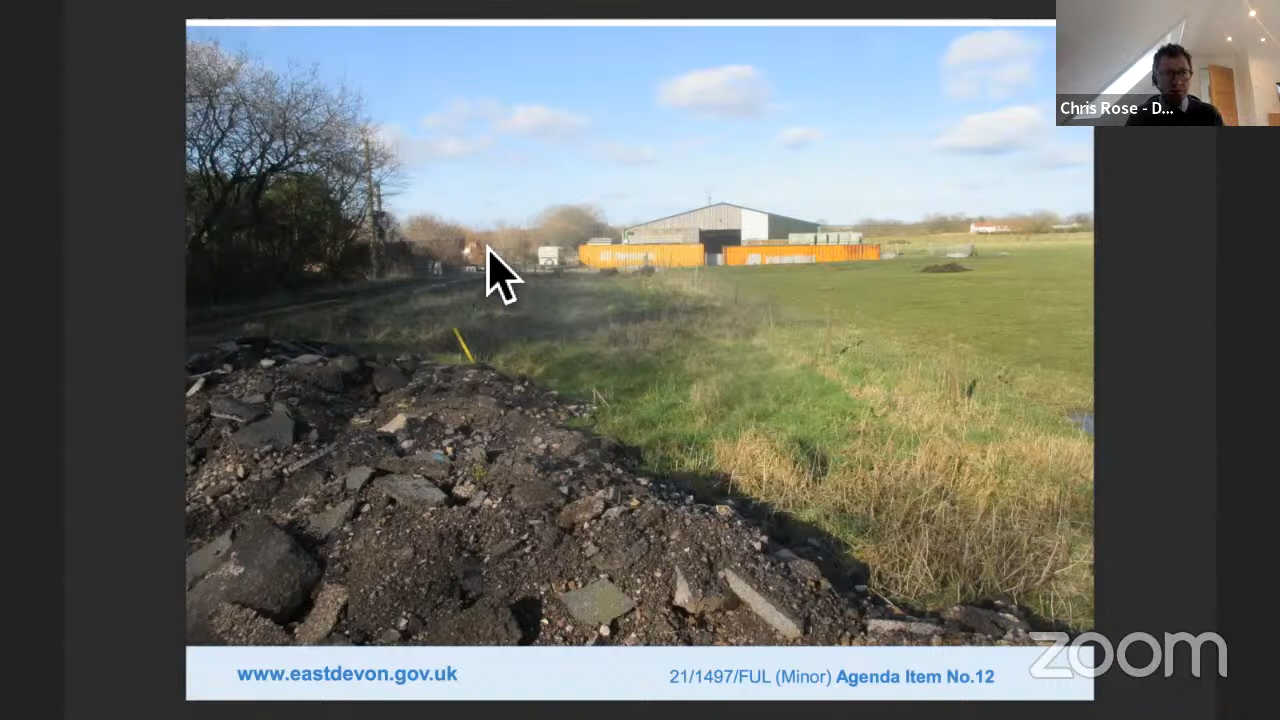 Chris Rose - D...
www.eastdevon.gov.uk
21/1497/FUL (Minor) Agenda Item No.12
zoom